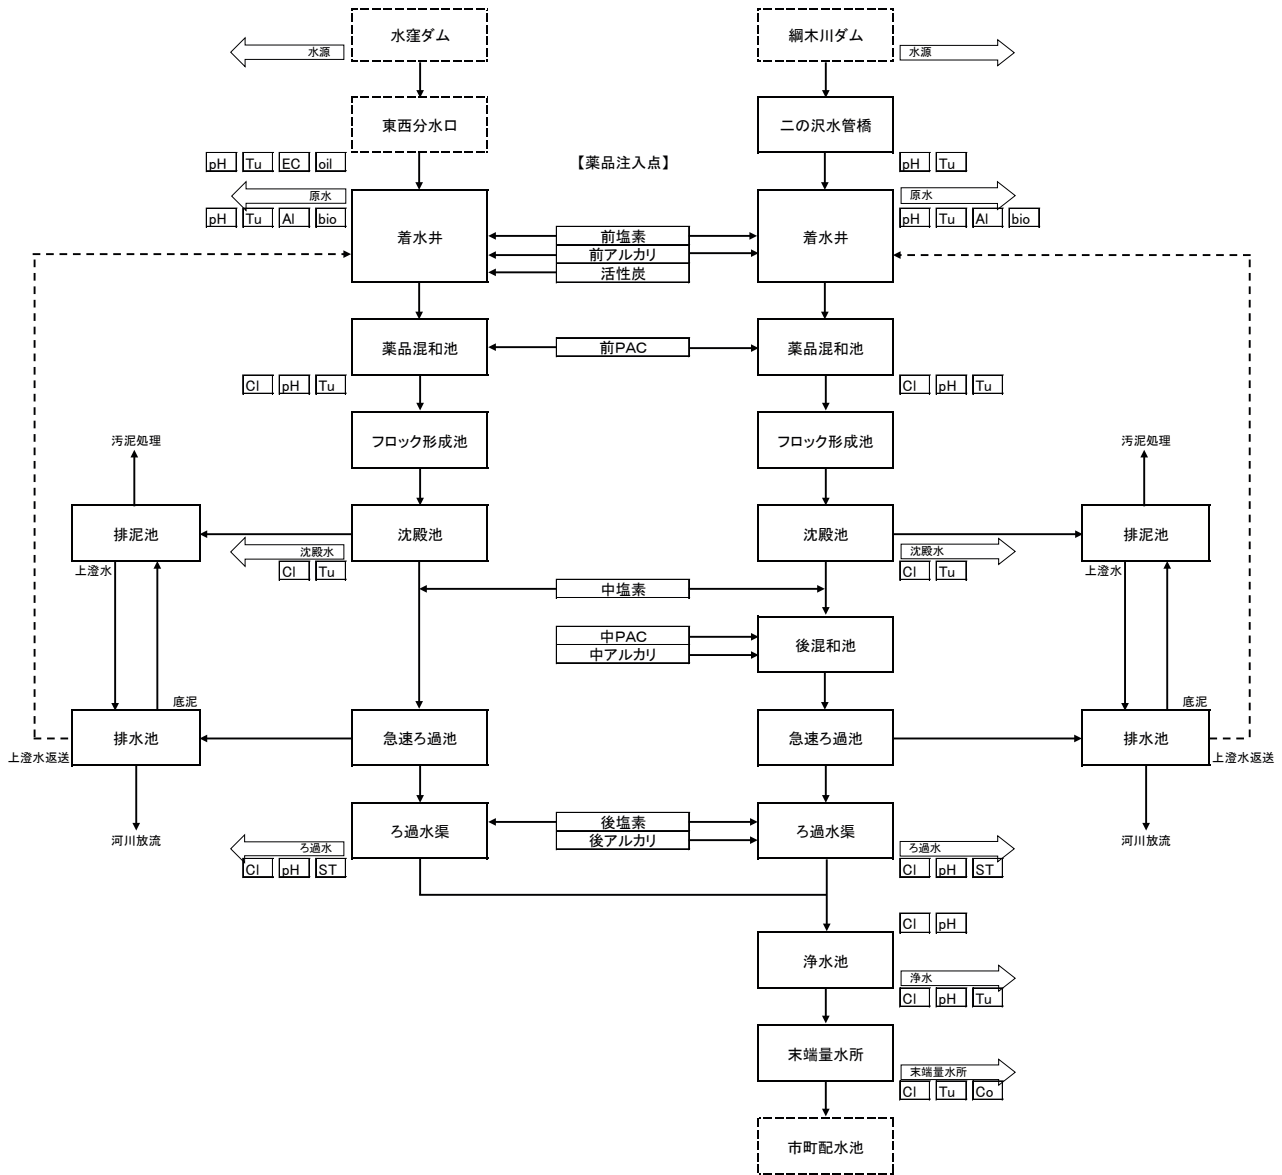 水窪ダム
綱木川ダム
水源
水源
東西分水口
二の沢水管橋
pH Tu EC oil
【薬品注入点】
pH Tu
原水
原水
pH Tu Al bio
pH Tu Al bio
着水井
前塩素
前アルカリ
活性炭
着水井
薬品混和池
前PAC
薬品混和池
Cl pH Tu
Cl pH Tu
フロック形成池
フロック形成池
汚泥処理
汚泥処理
排泥池
沈殿池
沈殿池
排泥池
沈殿水
沈殿水
上澄水
Cl Tu
Cl Tu
上澄水
中塩素
中PAC
中アルカリ
後混和池
底泥
底泥
排水池
急速ろ過池
急速ろ過池
排水池
上澄水返送
上澄水返送
河川放流
河川放流
ろ過水渠
後塩素
後アルカリ
ろ過水渠
ろ過水
ろ過水
Cl pH ST
Cl pH ST
Cl pH
浄水池
浄水
Cl pH Tu
末端量水所
末端量水所
Cl Tu Co
市町配水池